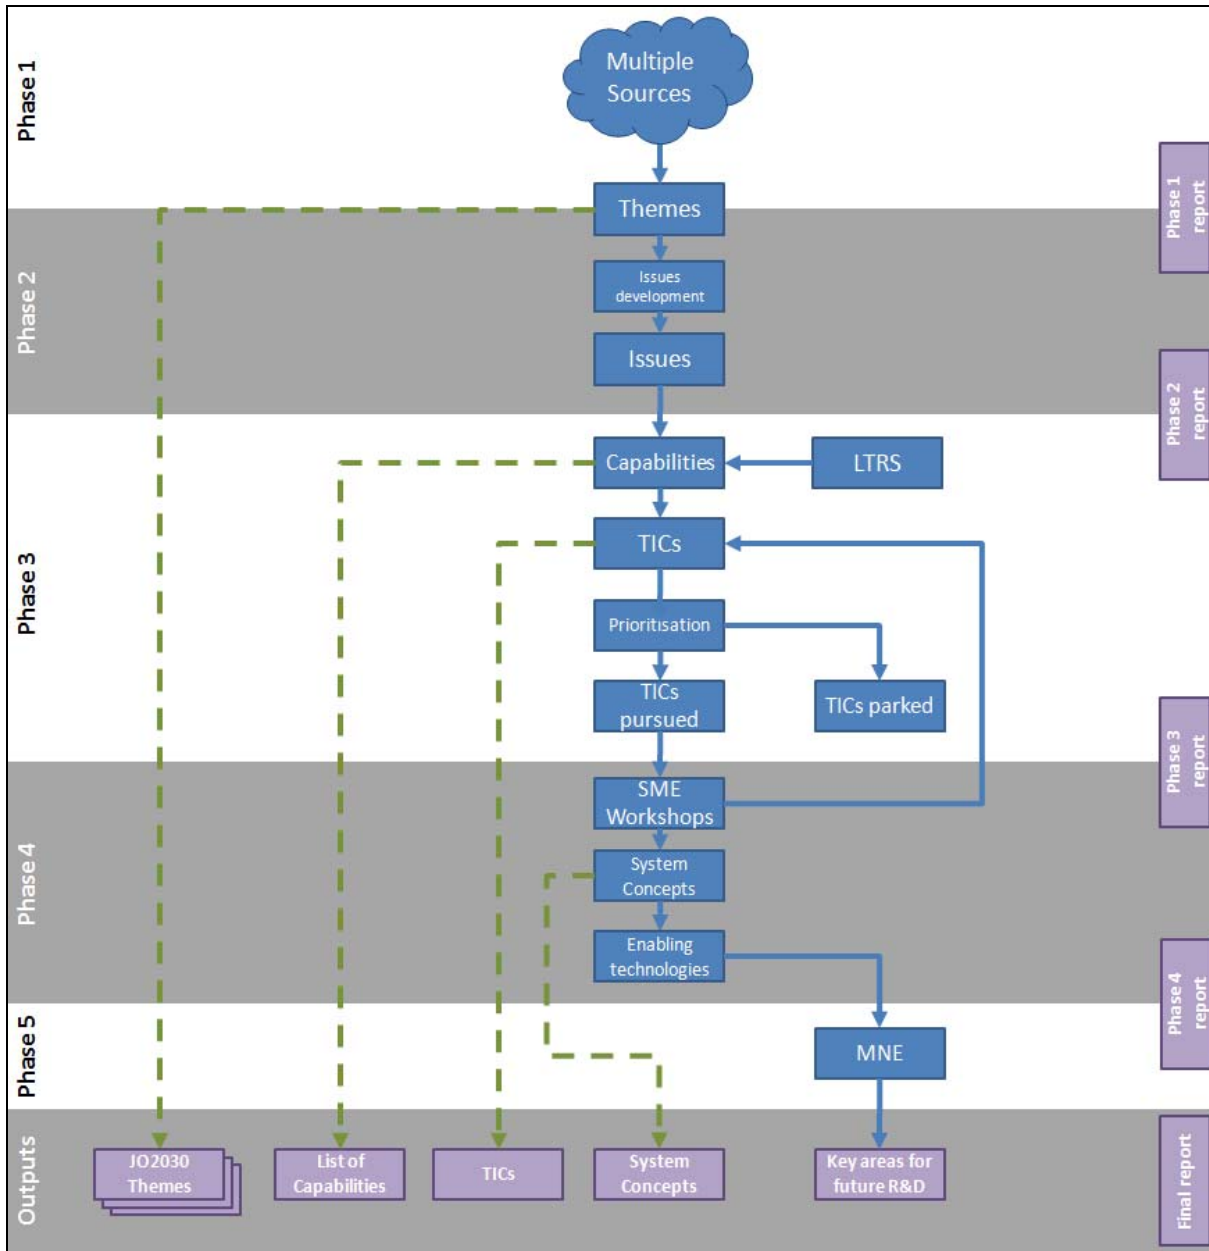 Phase 1
Multiple
Sources
Phase 1
report
Themes
Phase 2
Issues
development
Issues
Phase 2
report
Phase 3
Capabilities
LTRS
TICs
Prioritisation
TICs
pursued
TICs parked
Phase 3
report
Phase 4
SME
Workshops
System
Concepts
Enabling
technologies
Phase 4
report
Phase 5
MNE
Outputs
JO2030
Themes
List of
Capabilities
TICs
System
Concepts
Key areas for
future R&D
Final report